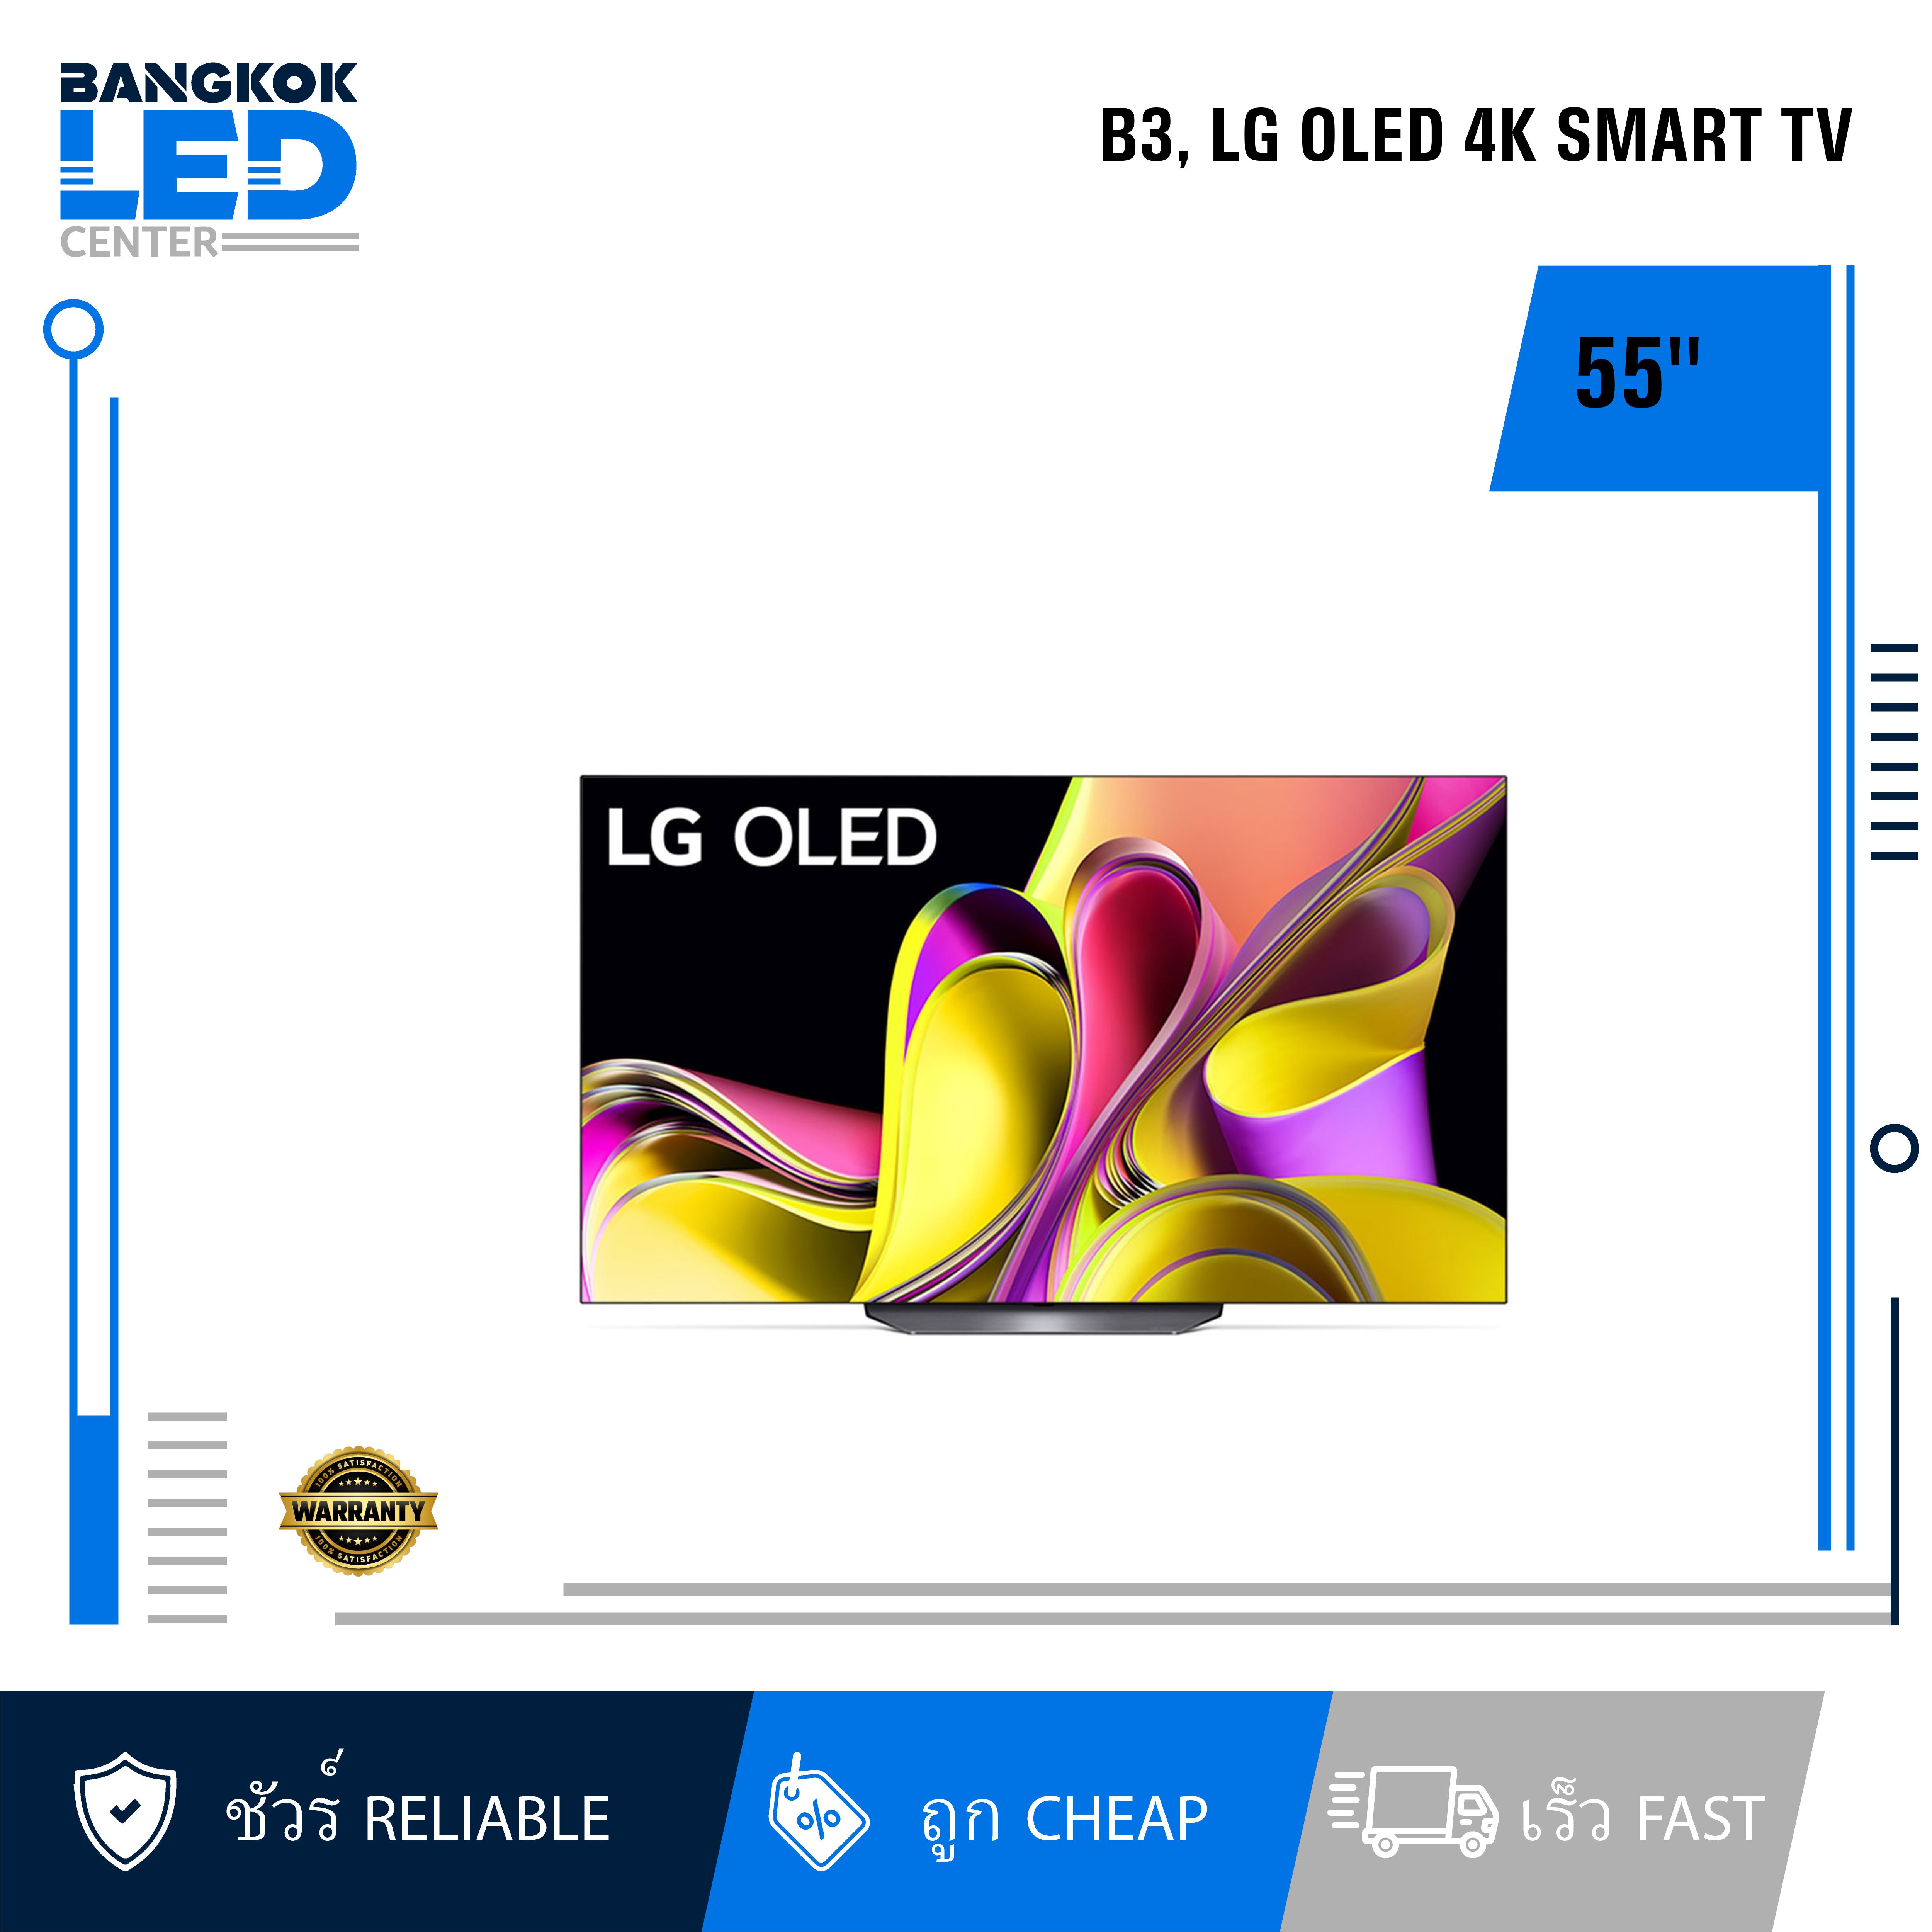 BANGKOK
LED
CENTER
B3, LG OLED 4K SMART TV
55"
LG OLED
100% SATISFACTION
WARRANTY
100% SATISFACTION
ชัวร์ RELIABLE
% ถูก CHEAP
เร็ว FAST